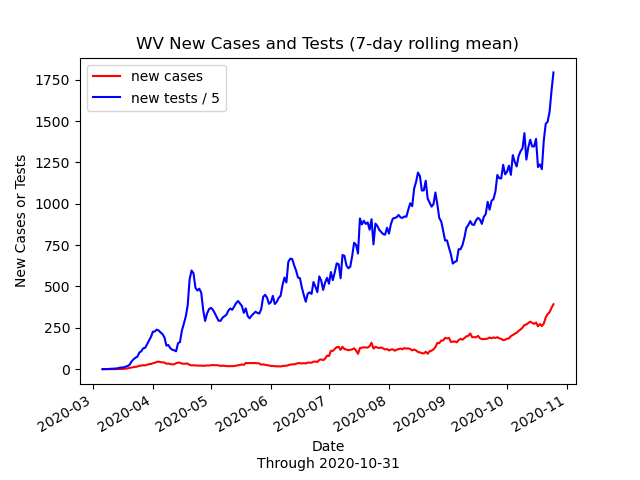 WV New Cases and Tests (7-day rolling mean)
new cases
new tests / 5
New Cases or Tests
1750
1500
1250
1000
750
500
250
0
2020-03
2020-04
2020-05
2020-06
2020-07
2020-08
2020-09
2020-10
2020-11
Date
Through 2020-10-31